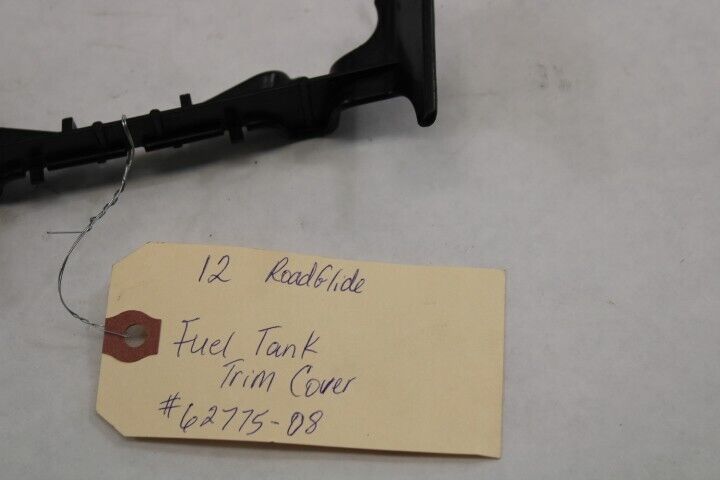 12 RoadGlide
Fuel Tank
Trim Cover
#62775-08